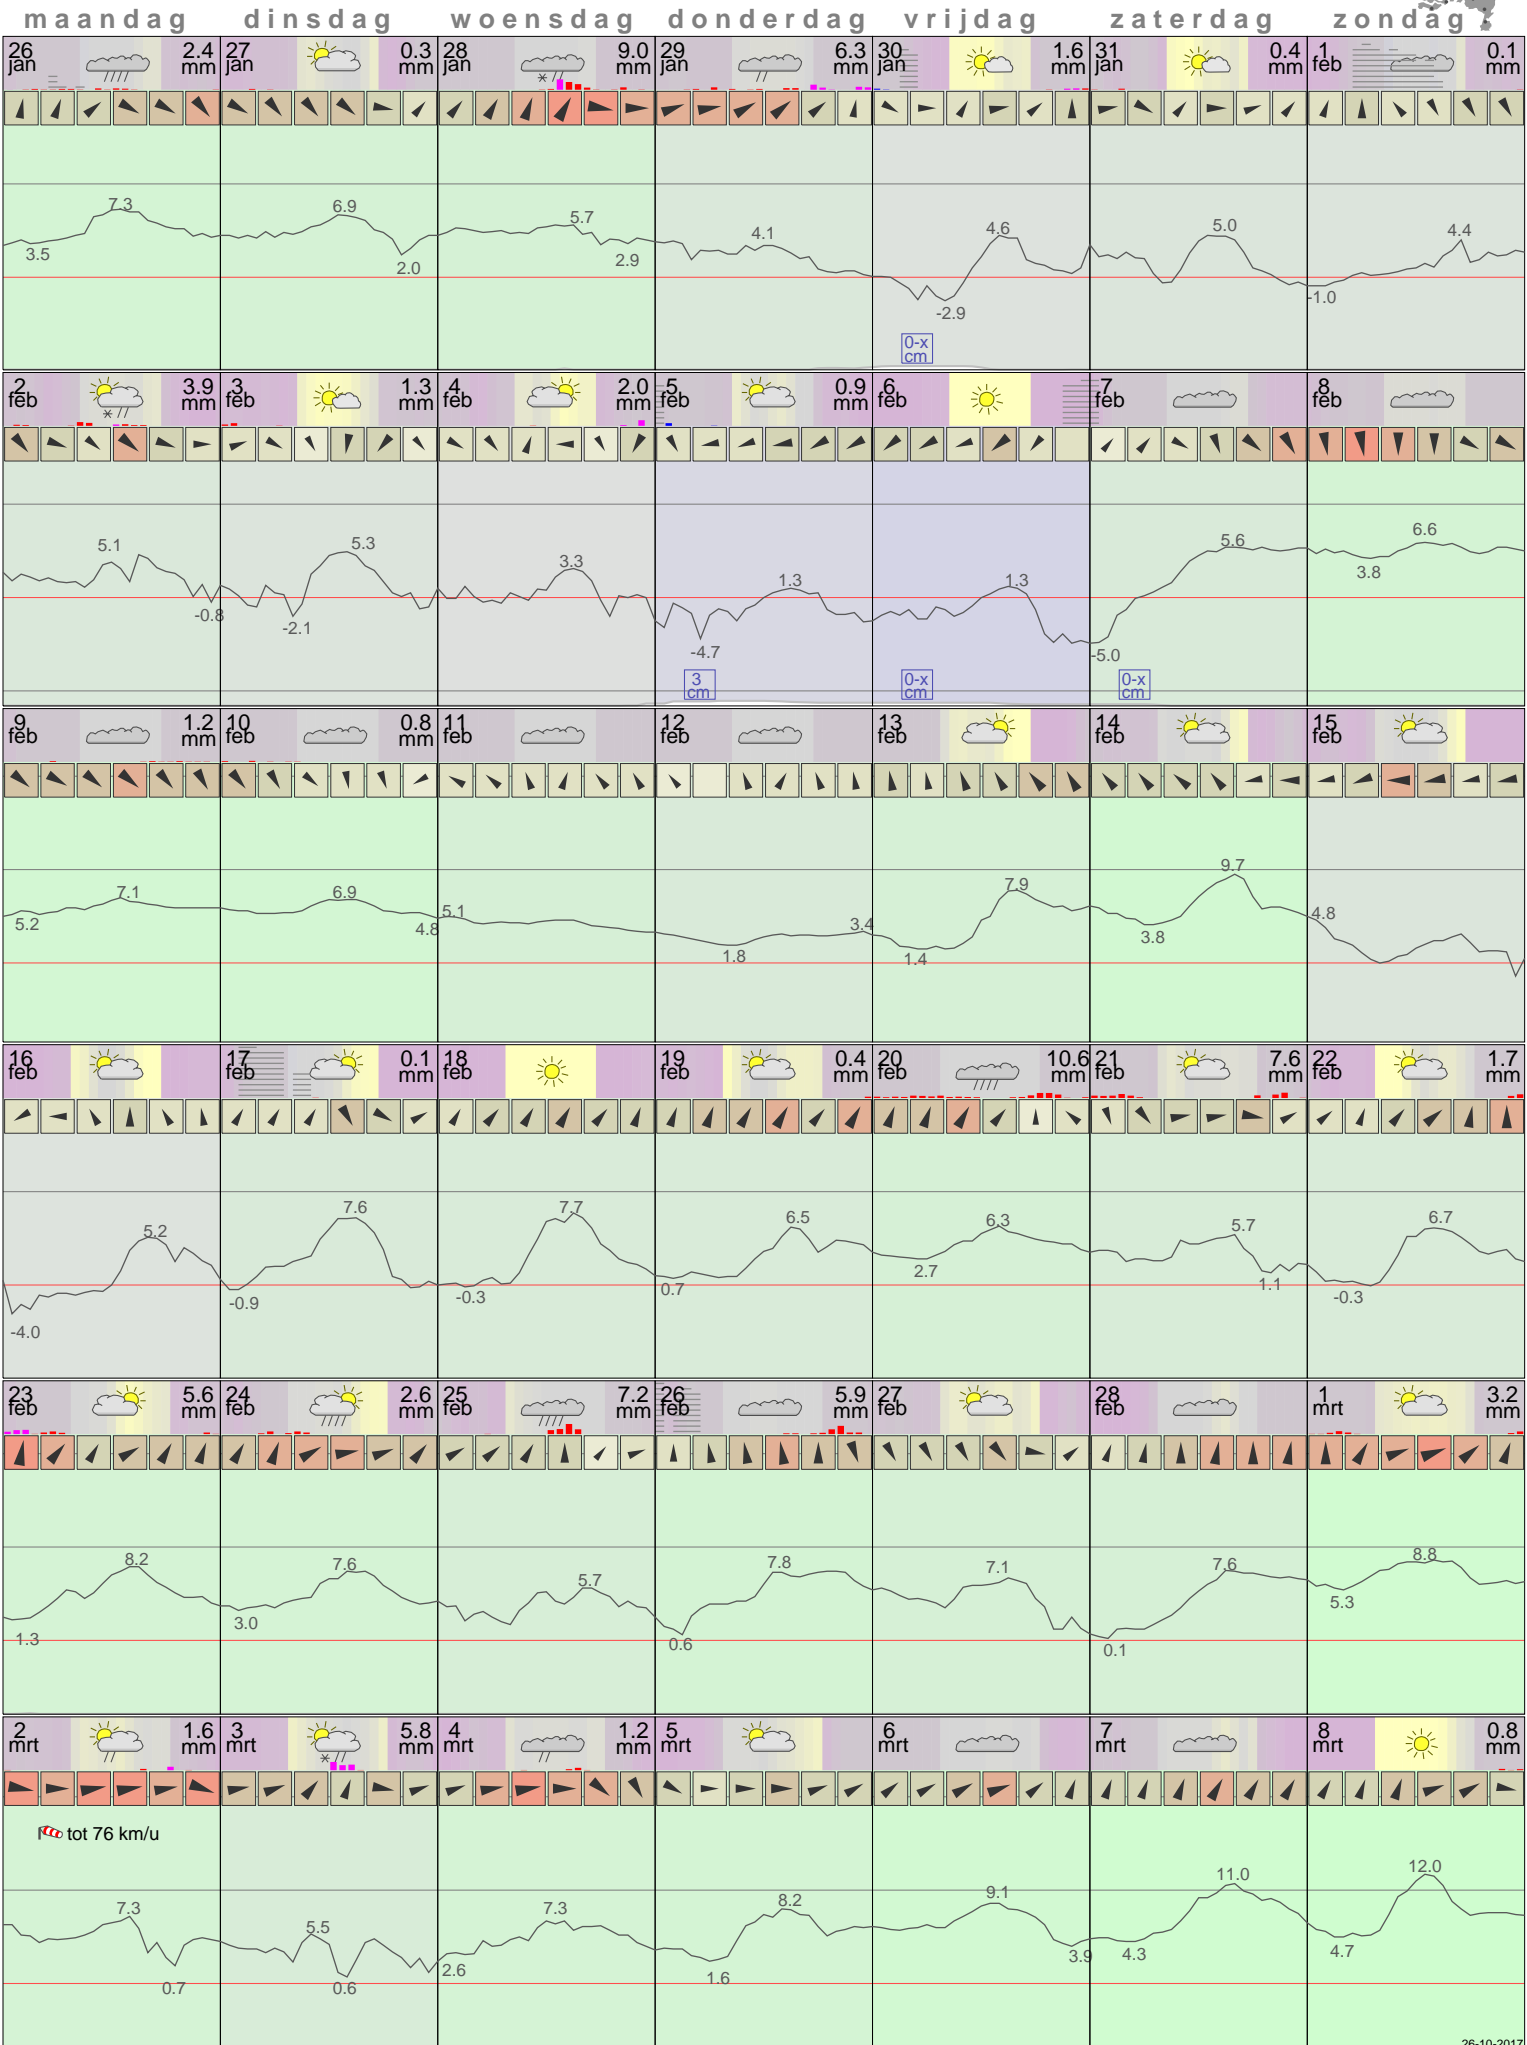 maandag dinsdag woensdag donderdag vrijdag zaterdag zondag
26 jan 2.4 mm 27 jan 0.3 mm 28 jan 9.0 mm 29 jan 6.3 mm 30 jan 1.6 mm 31 jan 0.4 mm 1 feb 0.1 mm
7.3 6.9 5.7 4.1 4.6 5.0 4.4
3.5 2.0 2.9 -2.9 -1.0
0-x cm
2 feb 3.9 mm 3 feb 1.3 mm 4 feb 2.0 mm 5 feb 0.9 mm 6 feb 7 feb 8 feb
5.1 5.3 3.3 1.3 1.3 5.6 6.6
-0.8 -2.1 -4.7 -5.0 3.8
3 cm 0-x cm 0-x cm
9 feb 1.2 mm 10 feb 0.8 mm 11 feb 12 feb 13 feb 14 feb 15 feb
7.1 6.9 5.1 3.4 7.9 9.7 4.8
5.2 4.8 1.8 1.4 3.8
16 feb 17 feb 0.1 mm 18 feb 19 feb 0.4 mm 20 feb 10.6 mm 21 feb 7.6 mm 22 feb 1.7 mm
5.2 7.6 7.7 6.5 6.3 5.7 6.7
-4.0 -0.9 -0.3 0.7 2.7 1.1 -0.3
23 feb 5.6 mm 24 feb 2.6 mm 25 feb 7.2 mm 26 feb 5.9 mm 27 feb 28 feb 1 mrt 3.2 mm
8.2 7.6 5.7 7.8 7.1 7.6 8.8
1.3 3.0 0.6 0.1 5.3
2 mrt 1.6 mm 3 mrt 5.8 mm 4 mrt 1.2 mm 5 mrt 6 mrt 7 mrt 8 mrt 0.8 mm
tot 76 km/u
7.3 5.5 7.3 8.2 9.1 11.0 12.0
0.7 0.6 2.6 1.6 3.9 4.3 4.7
26-10-2017